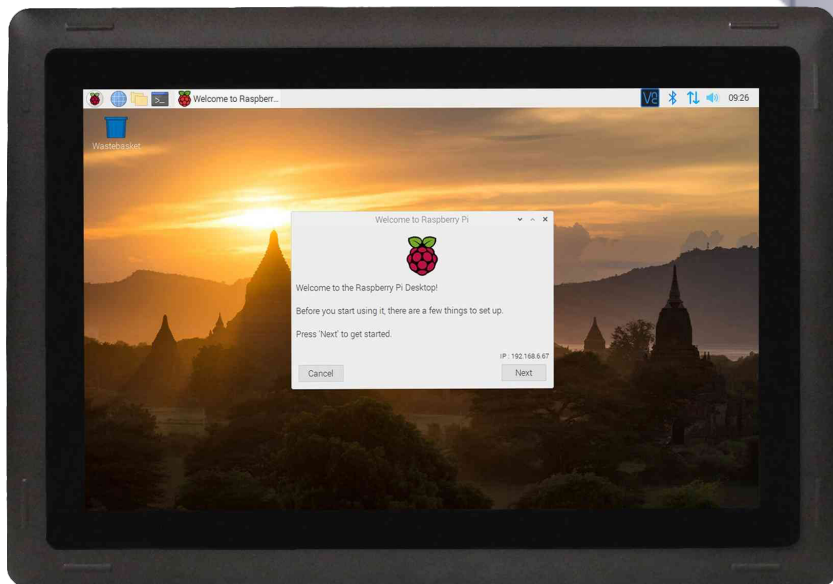 Welcome to Raspberr...
V2
09:26
Wastebasket
Welcome to Raspberry Pi
Welcome to the Raspberry Pi Desktop!
Before you start using it, there are a few things to set up.
Press 'Next' to get started.
IP : 192.168.6.67
Cancel
Next